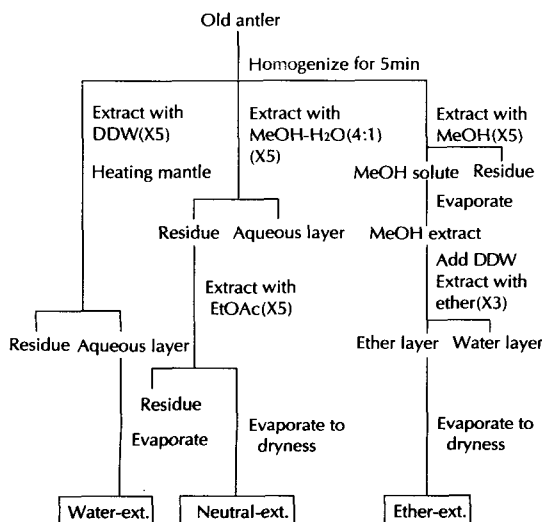 Old antler
Homogenize for 5min
Extract with
DDW(X5)
Heating mantle
Extract with
MeOH-H₂O(4:1)
(X5)
Extract with
MeOH(X5)
MeOH solute Residue
Evaporate
MeOH extract
Add DDW
Extract with
ether(X3)
Residue Aqueous layer
Extract with
EtOAc(X5)
Residue Aqueous layer
Ether layer Water layer
Residue
Evaporate
Evaporate to
dryness
Evaporate to
dryness
Water-ext.
Neutral-ext.
Ether-ext.